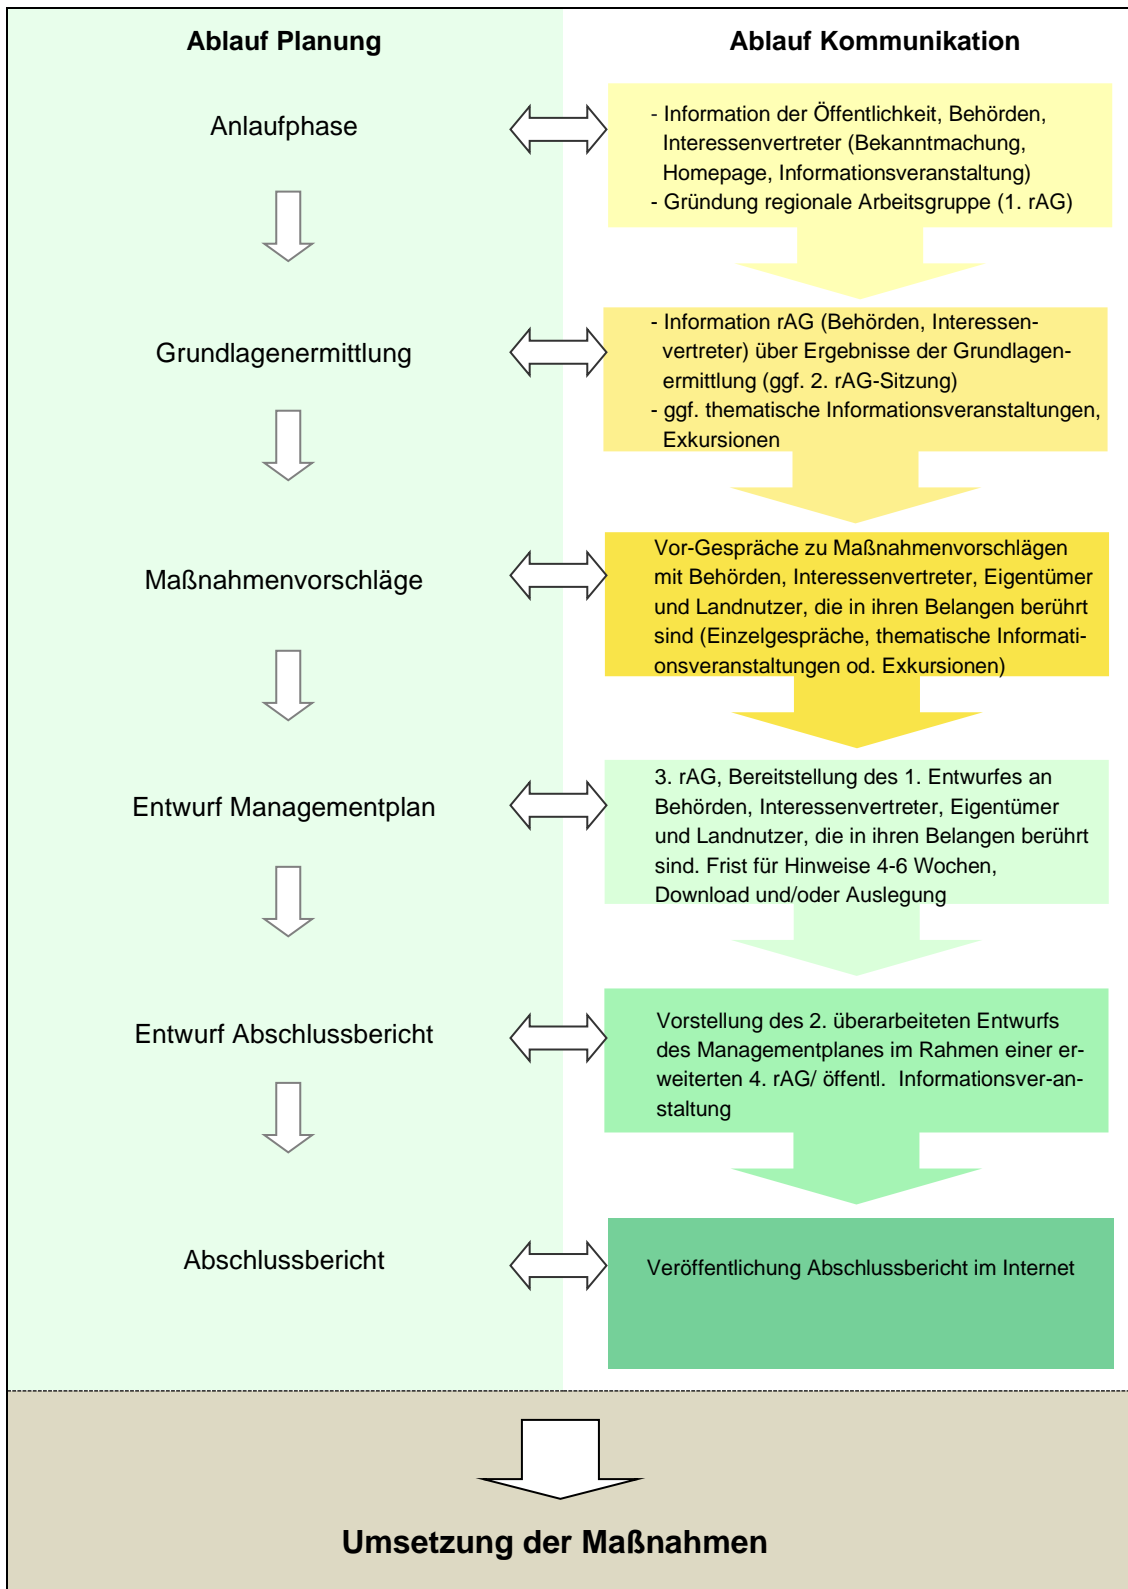 Ablauf Planung
Ablauf Kommunikation
Anlaufphase
- Information der Öffentlichkeit, Behörden,
Interessenvertreter (Bekanntmachung,
Homepage, Informationsveranstaltung)
- Gründung regionale Arbeitsgruppe (1. rAG)
Grundlagenermittlung
- Information rAG (Behörden, Interessen-
vertreter) über Ergebnisse der Grundlagen-
ermittlung (ggf. 2. rAG-Sitzung)
- ggf. thematische Informationsveranstaltungen,
Exkursionen
Maßnahmenvorschläge
Vor-Gespräche zu Maßnahmenvorschlägen
mit Behörden, Interessenvertreter, Eigentümer
und Landnutzer, die in ihren Belangen berührt
sind (Einzelgespräche, thematische Informati-
onsveranstaltungen od. Exkursionen)
Entwurf Managementplan
3. rAG, Bereitstellung des 1. Entwurfes an
Behörden, Interessenvertreter, Eigentümer
und Landnutzer, die in ihren Belangen berührt
sind. Frist für Hinweise 4-6 Wochen,
Download und/oder Auslegung
Entwurf Abschlussbericht
Vorstellung des 2. überarbeiteten Entwurfs
des Managementplanes im Rahmen einer er-
weiterten 4. rAG/ öffentl. Informationsver-an-
staltung
Abschlussbericht
Veröffentlichung Abschlussbericht im Internet
Umsetzung der Maßnahmen